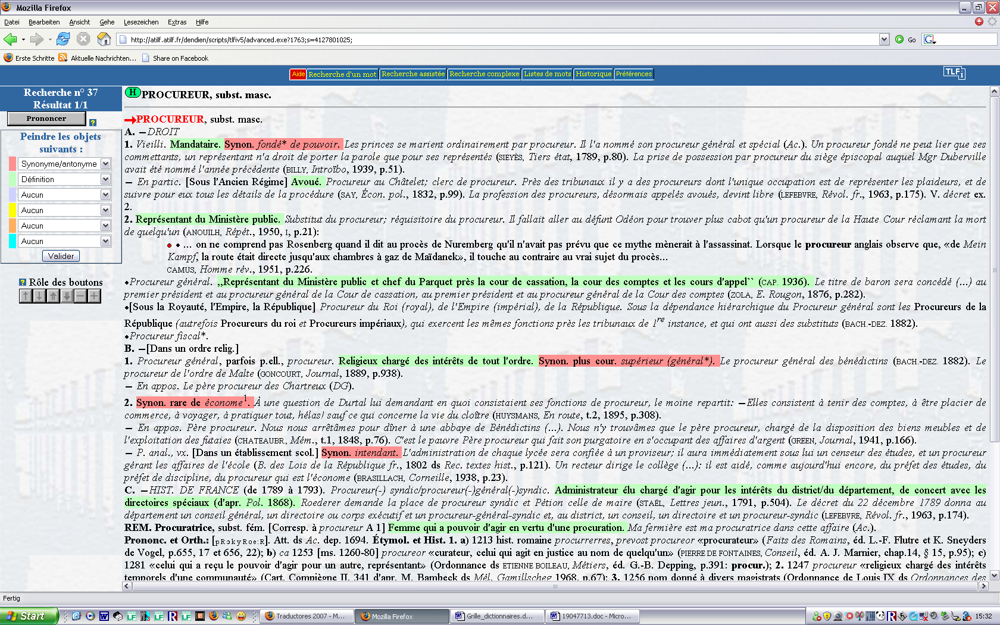 Mozilla Firefox
Datei Bearbeiten Ansicht Gehe Lesezeichen Extras Hilfe
http://atilf.atilf.fr/dendien/scripts/tlfiv5/advanced.exe?1763;s=4127801025;
Go
G
Erste Schritte Aktuelle Nachrichten... Share on Facebook
Aide Recherche d'un mot Recherche assistée Recherche complexe Listes de mots Historique Préférences
TLFi
Recherche n° 37
Résultat 1/1
Prononcer
?
Peindre les objets
suivants :
Synonyme/antonyme
Définition
Aucun
Aucun
Aucun
Aucun
Valider
? Rôle des boutons
H PROCUREUR, subst. masc.
PROCUREUR, subst. masc.
A. —DROIT
1. Vieilli. Mandataire. Synon. fondé* de pouvoir. Les princes se marient ordinairement par procureur. Il l'a nommé son procureur général et spécial (Ac.). Un procureur fondé ne peut lier que ses
commettants, un représentant n'a droit de porter la parole que pour ses représentés (SIEYÈS, Tiers état, 1789, p.80). La prise de possession par procureur du siège épiscopal auquel Mgr Duberville
avait été nommé l'année précédente (BILLY, Introïbo, 1939, p.51).
— En partic. [Sous l'Ancien Régime] Avoué. Procureur au Châtelet; clerc de procureur. Près des tribunaux il y a des procureurs dont l'unique occupation est de représenter les plaideurs, et de
suivre pour eux tous les détails de la procédure (SAY, Écon. pol., 1832, p.99). La profession des procureurs, désormais appelés avoués, devint libre (LEFEBVRE, Révol. fr., 1963, p.175). V. décret ex.
2.
2. Représentant du Ministère public. Substitut du procureur; réquisitoire du procureur. Il fallait aller au défunt Odéon pour trouver plus cabot qu'un procureur de la Haute Cour réclamant la mort
de quelqu'un (ANOUILH, Répét., 1950, I, p.21):
● ♦ ... on ne comprend pas Rosenberg quand il dit au procès de Nuremberg qu'il n'avait pas prévu que ce mythe mènerait à l'assassinat. Lorsque le procureur anglais observe que, «de Mein
Kampf, la route était directe jusqu'aux chambres à gaz de Maïdanek», il touche au contraire au vrai sujet du procès...
CAMUS, Homme rév., 1951, p.226.
♦Procureur général. ,,Représentant du Ministère public et chef du Parquet près la cour de cassation, la cour des comptes et les cours d'appel`` (CAP. 1936). Le titre de baron sera concédé (...) au
premier président et au procureur général de la Cour de cassation, au premier président et au procureur général de la Cour des comptes (ZOLA, E. Rougon, 1876, p.282).
♦[Sous la Royauté, l'Empire, la République] Procureur du Roi (royal), de l'Empire (impérial), de la République. Sous la dépendance hiérarchique du Procureur général sont les Procureurs de la
République (autrefois Procureurs du roi et Procureurs impériaux), qui exercent les mêmes fonctions près les tribunaux de 1re instance, et qui ont aussi des substituts (BACH.-DEZ. 1882).
♦Procureur fiscal*.
B. —[Dans un ordre relig.]
1. Procureur général, parfois p.ell., procureur. Religieux chargé des intérêts de tout l'ordre. Synon. plus cour. supérieur (général*). Le procureur général des bénédictins (BACH.-DEZ. 1882). Le
procureur de l'ordre de Malte (GONCOURT, Journal, 1889, p.938).
— En appos. Le père procureur des Chartreux (DG).
2. Synon. rare de économe1. À une question de Durtal lui demandant en quoi consistaient ses fonctions de procureur, le moine repartit: —Elles consistent à tenir des comptes, à être placier de
commerce, à voyager, à pratiquer tout, hélas! sauf ce qui concerne la vie du cloître (HUYSMANS, En route, t.2, 1895, p.308).
— En appos. Père procureur. Nous nous arrêtâmes pour dîner à une abbaye de Bénédictins (...). Nous n'y trouvâmes que le père procureur, chargé de la disposition des biens meubles et de
l'exploitation des futaies (CHATEAUBR., Mém., t.1, 1848, p.76). C'est le pauvre Père procureur qui fait son purgatoire en s'occupant des affaires d'argent (GREEN, Journal, 1941, p.166).
— P. anal., vx. [Dans un établissement scol.] Synon. intendant. L'administration de chaque lycée sera confiée à un proviseur; il aura immédiatement sous lui un censeur des études, et un procureur
gérant les affaires de l'école (B. des Lois de la République fr., 1802 ds Rec. textes hist., p.121). Un recteur dirige le collège (...): il est aidé, comme aujourd'hui encore, du préfet des études, du
préfet de discipline, du procureur qui est l'économe (BRASILLACH, Corneille, 1938, p.23).
C. —HIST. DE FRANCE (de 1789 à 1793). Procureur(-) syndic/procureur(-)général(-)syndic. Administrateur élu chargé d'agir pour les intérêts du district/du département, de concert avec les
directoires spéciaux (d'apr. Pol. 1868). Roederer demande la place de procureur syndic et Pétion celle de maire (STAËL, Lettres jeun., 1791, p.504). Le décret du 22 décembre 1789 donna au
département un conseil général, un directoire ou corps exécutif et un procureur-général-syndic et, au district, un conseil, un directoire et un procureur-syndic (LEFEBVRE, Révol. fr., 1963, p.174).
REM. Procuratrice, subst. fém. [Corresp. à procureur A 1] Femme qui a pouvoir d'agir en vertu d'une procuration. Ma fermière est ma procuratrice dans cette affaire (Ac.).
Prononc. et Orth.: [pRɔkyRœ:R]. Att. ds Ac. dep. 1694. Étymol. et Hist. 1. a) 1213 hist. romaine procurerres, prevost procureor «procurateur» (Faits des Romains, éd. L.-F. Flutre et K. Sneyders
de Vogel, p.655, 17 et 656, 22); b) ca 1253 [ms. 1260-80] procureor «curateur, celui qui agit en justice au nom de quelqu'un» (PIERRE DE FONTAINES, Conseil, éd. A. J. Marnier, chap.14, § 15, p.95); c)
1281 «celui qui a reçu le pouvoir d'agir pour un autre, représentant» (Ordonnance ds ETIENNE BOILEAU, Métiers, éd. G.-B. Depping, p.391: procur.); 2. 1247 procureor «religieux chargé des intérêts
temporels d'une communauté» (Cart. Compiègne II, 341 d'apr. M. Bambeck ds Mél. Gamillscheg 1968, p.67); 3. 1256 nom donné à divers magistrats (Ordonnance de Louis IX ds Ordonnances des
Fertig
Start Traductores 2007 - M... Mozilla Firefox Grille_dictionnaires.d... 19047713.doc - Micro... 15:32